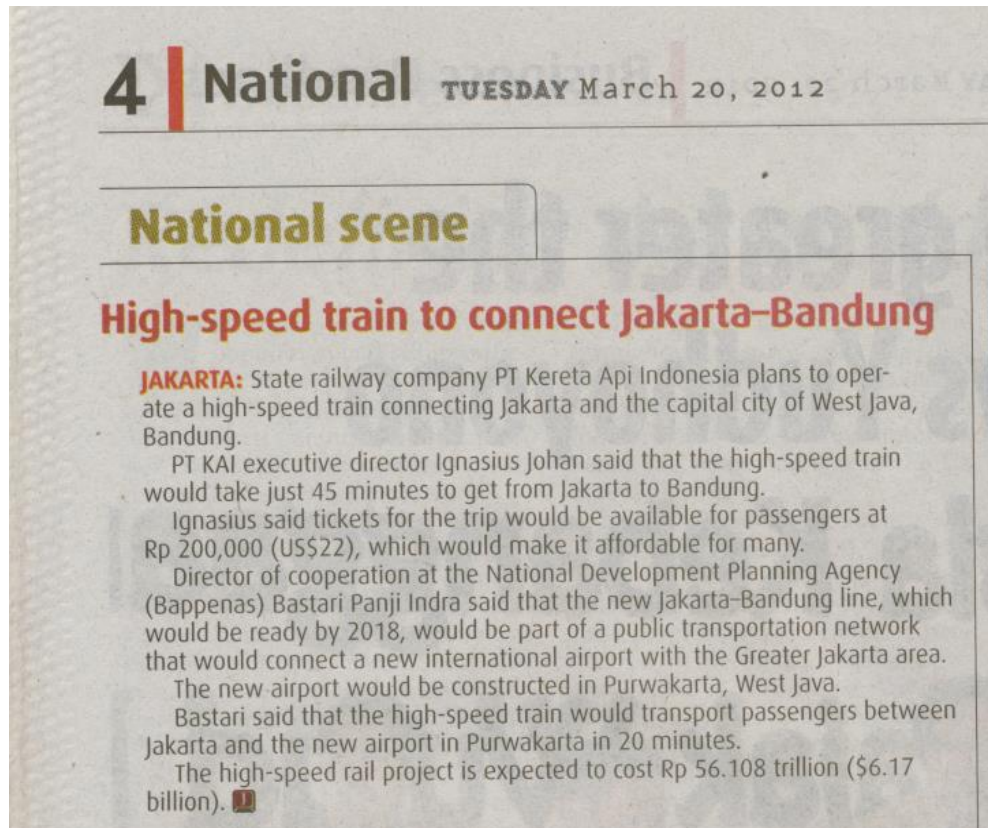 4 National TUESDAY March 20, 2012
National scene
High-speed train to connect Jakarta–Bandung
JAKARTA: State railway company PT Kereta Api Indonesia plans to oper-
ate a high-speed train connecting Jakarta and the capital city of West Java,
Bandung.
PT KAI executive director Ignasius Johan said that the high-speed train
would take just 45 minutes to get from Jakarta to Bandung.
Ignasius said tickets for the trip would be available for passengers at
Rp 200,000 (US$22), which would make it affordable for many.
Director of cooperation at the National Development Planning Agency
(Bappenas) Bastari Panji Indra said that the new Jakarta–Bandung line, which
would be ready by 2018, would be part of a public transportation network
that would connect a new international airport with the Greater Jakarta area.
The new airport would be constructed in Purwakarta, West Java.
Bastari said that the high-speed train would transport passengers between
Jakarta and the new airport in Purwakarta in 20 minutes.
The high-speed rail project is expected to cost Rp 56.108 trillion ($6.17
billion). J